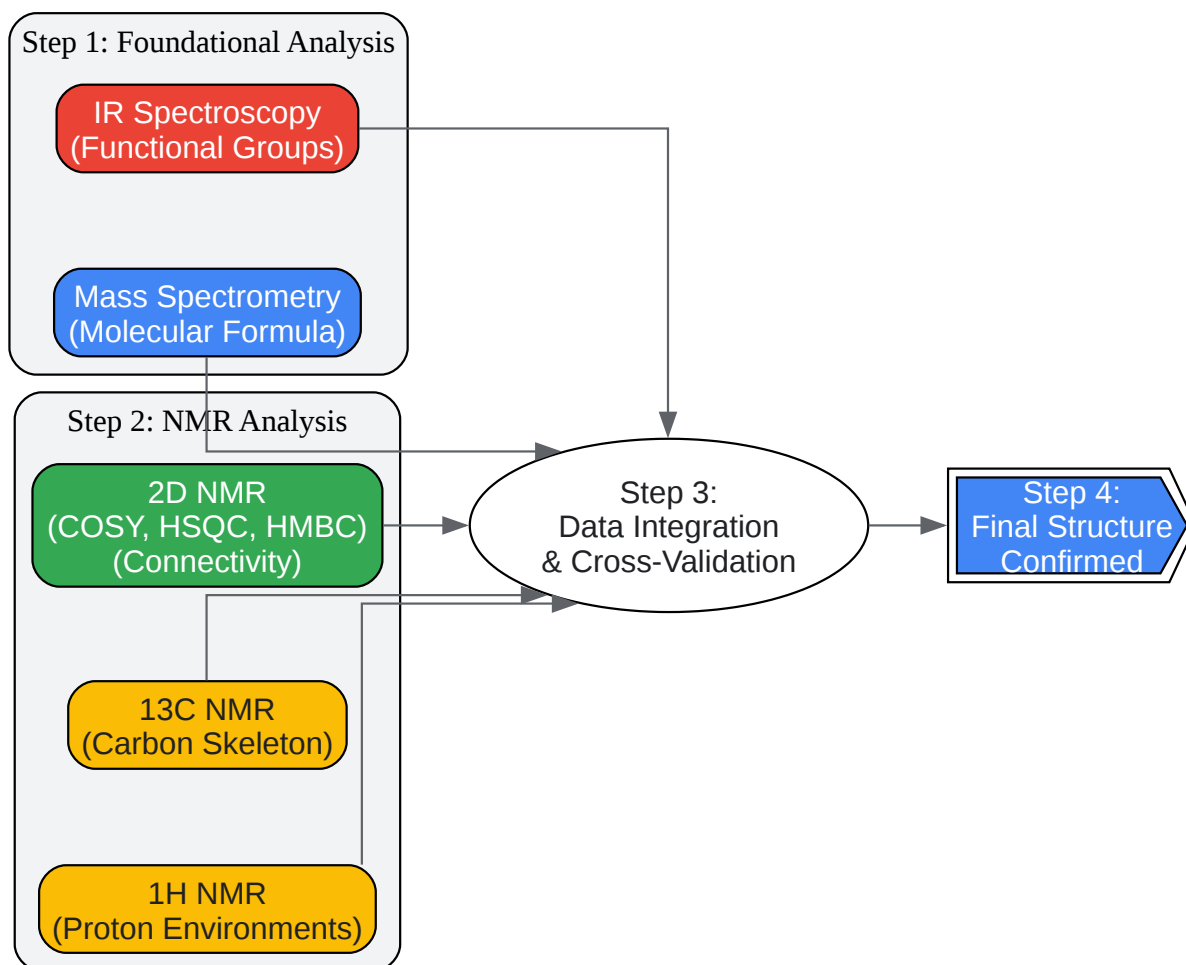 Step 1: Foundational Analysis
IR Spectroscopy
(Functional Groups)
Mass Spectrometry
(Molecular Formula)
Step 2: NMR Analysis
2D NMR
(COSY, HSQC, HMBC)
(Connectivity)
13C NMR
(Carbon Skeleton)
1H NMR
(Proton Environments)
Step 3:
Data Integration
& Cross-Validation
Step 4:
Final Structure
Confirmed